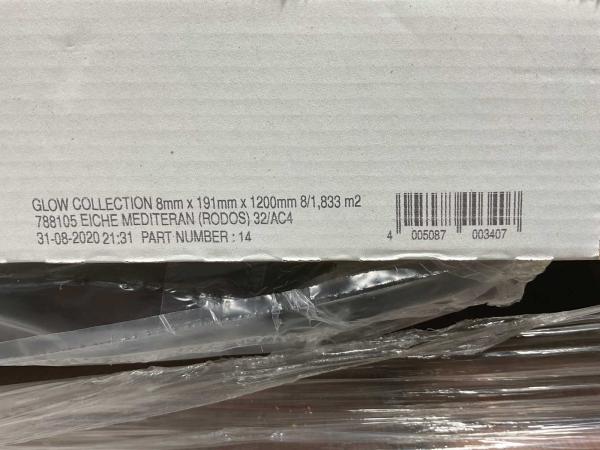 GLOW COLLECTION 8mm x 191mm x 1200mm 8/1,833 m2
788105 EICHE MEDITERAN (RODOS) 32/AC4
31-08-2020 21:31 PART NUMBER : 14
4 005087 003407